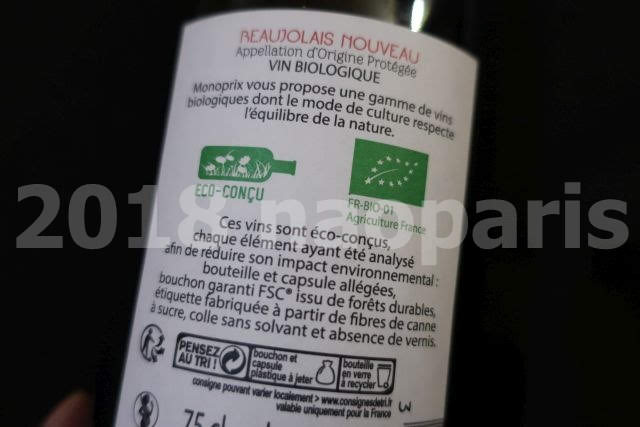 BEAUJOLAIS NOUVEAU
Appellation d'Origine Protégée
VIN BIOLOGIQUE
Monoprix vous propose une gamme de vins
biologiques dont le mode de culture respecte
l'équilibre de la nature.
ECO-CONÇU
FR-BIO-01
Agriculture France
2018 naoparis
Ces vins sont éco-conçus,
chaque élément ayant été analysé
afin de réduire son impact environnemental :
bouteille et capsule allégées,
bouchon garanti FSC® issu de forêts durables,
étiquette fabriquée à partir de fibres de canne
à sucre, colle sans solvant et absence de vernis.
PENSEZ
AU TRI !
bouchon et
capsule
plastique à jeter
bouteille
en verre
à recycler
consigne pouvant varier localement > www.consignesdetri.fr
valable uniquement pour la France
3
75 cl